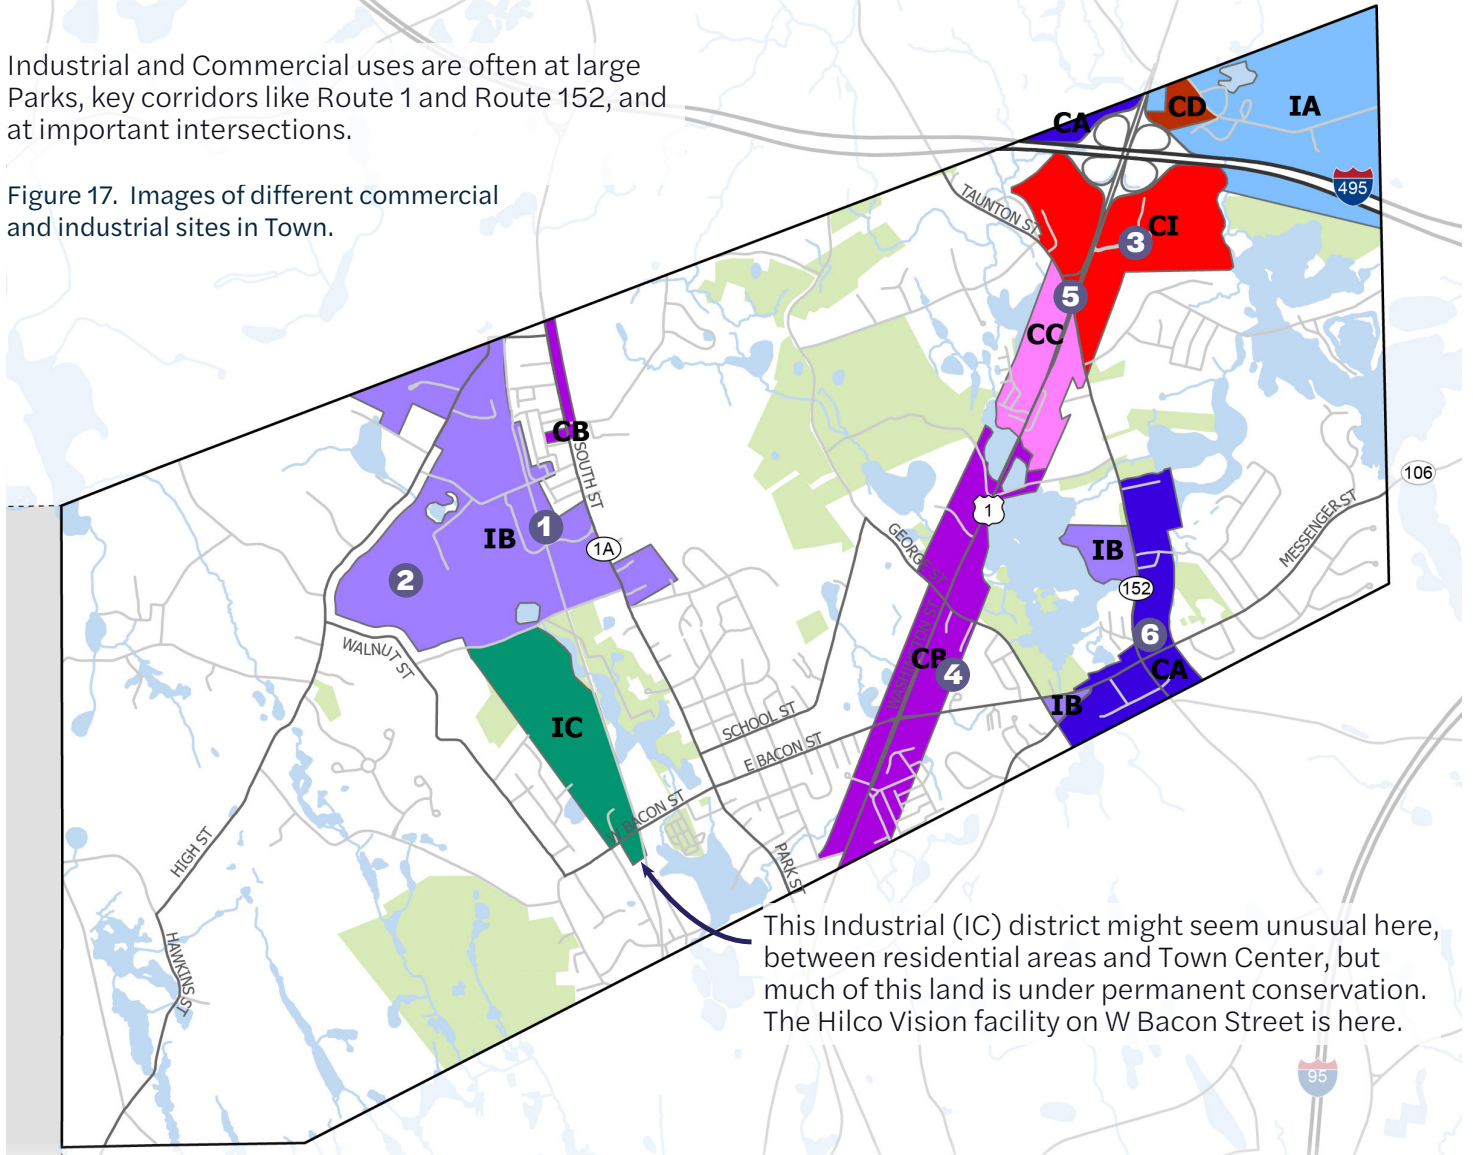 Industrial and Commercial uses are often at large
Parks, key corridors like Route 1 and Route 152, and
at important intersections.
Figure 17. Images of different commercial
and industrial sites in Town.
CA
CD
IA
495
TAUNTON ST
CI
3
5
CC
CB
SOUTH ST
106
1
IB
1
1A
2
GEORGE ST
IB
152
MESSENGER ST
WALNUT ST
WASHINGTON ST
CB
4
6
CA
IB
IC
SCHOOL ST
E BACON ST
W BACON ST
HIGH ST
PARK ST
HAWKINS ST
This Industrial (IC) district might seem unusual here,
between residential areas and Town Center, but
much of this land is under permanent conservation.
The Hilco Vision facility on W Bacon Street is here.
95